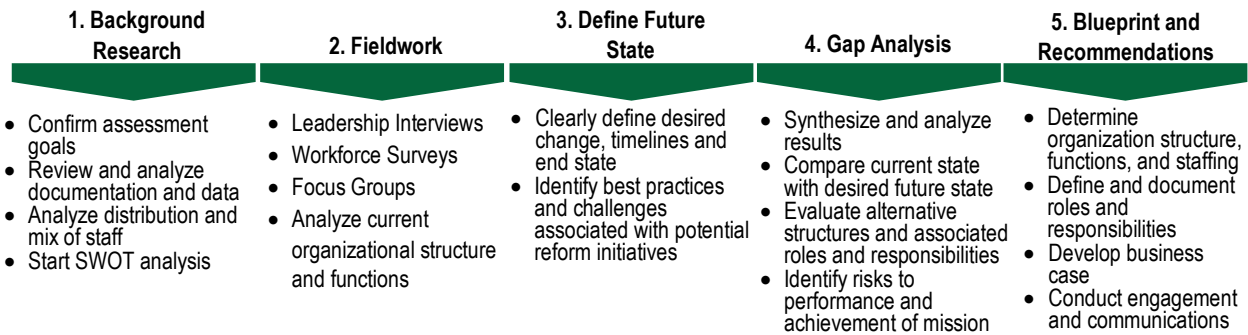 1. Background
Research
• Confirm assessment
goals
• Review and analyze
documentation and data
• Analyze distribution and
mix of staff
• Start SWOT analysis
2. Fieldwork
• Leadership Interviews
• Workforce Surveys
• Focus Groups
• Analyze current
organizational structure
and functions
3. Define Future
State
• Clearly define desired
change, timelines and
end state
• Identify best practices
and challenges
associated with potential
reform initiatives
4. Gap Analysis
• Synthesize and analyze
results
• Compare current state
with desired future state
• Evaluate alternative
structures and associated
roles and responsibilities
• Identify risks to
performance and
achievement of mission
5. Blueprint and
Recommendations
• Determine
organization structure,
functions, and staffing
• Define and document
roles and
responsibilities
• Develop business
case
• Conduct engagement
and communications